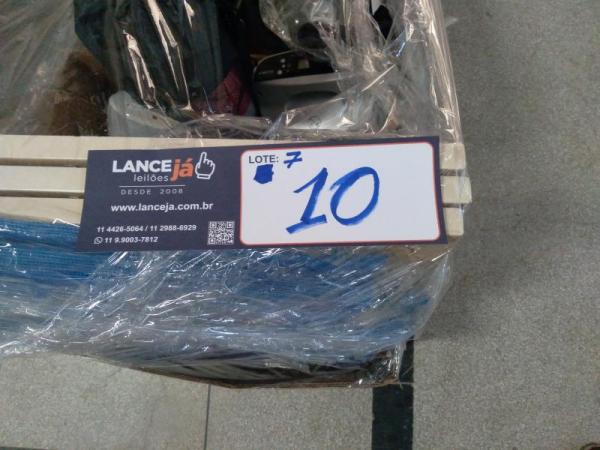 LANCE já
leilões
DESDE 2008
www.lanceja.com.br
11 4426-5064 / 11 2988-6929
11 9.9003-7812
LOTE: 7
10